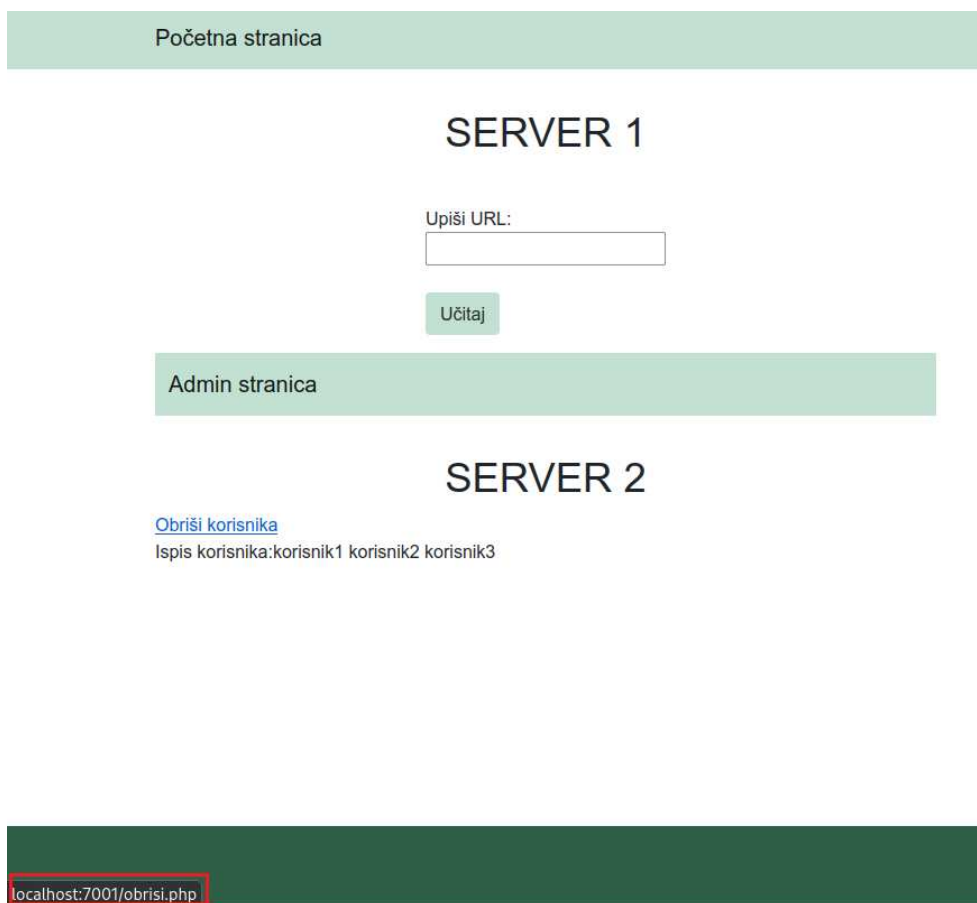 Početna stranica
SERVER 1
Upiši URL:
Učitaj
Admin stranica
SERVER 2
Obriši korisnika
Ispis korisnika:korisnik1 korisnik2 korisnik3
localhost:7001/obrisi.php